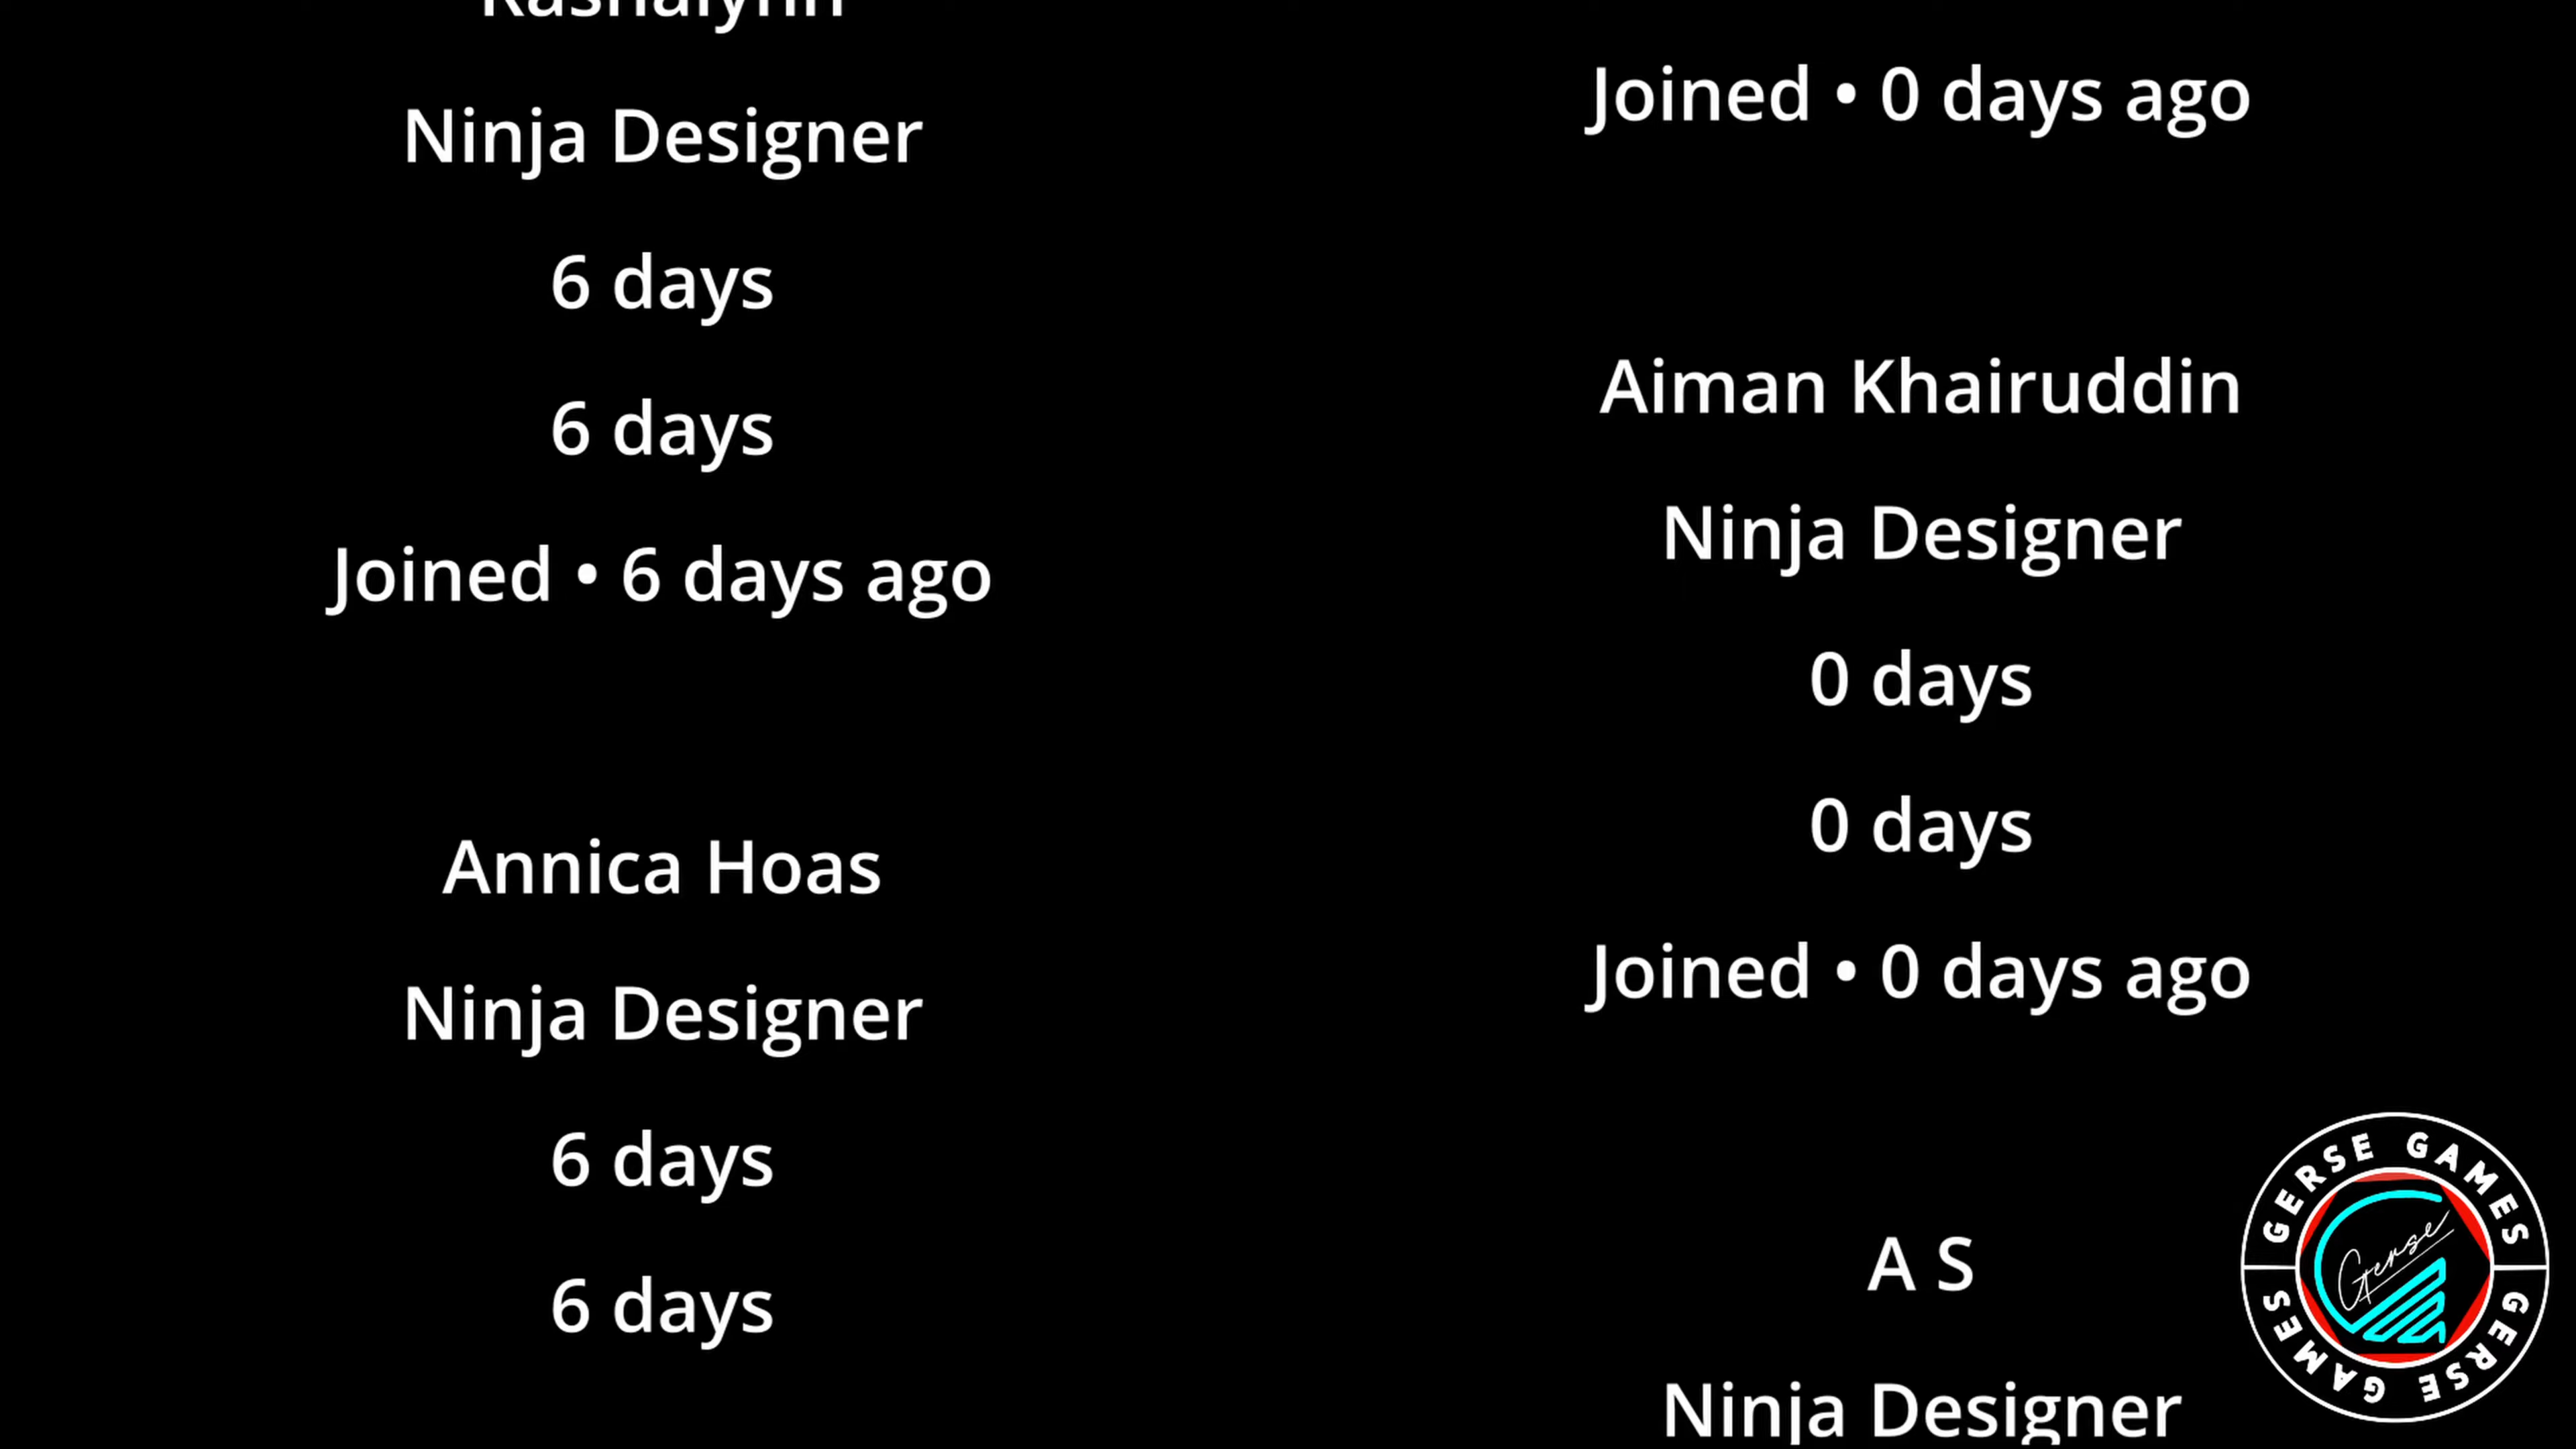 Ninja Designer
6 days
6 days
Joined • 6 days ago
Annica Hoas
Ninja Designer
6 days
6 days
Joined • 0 days ago
Aiman Khairuddin
Ninja Designer
0 days
0 days
Joined • 0 days ago
A S
Ninja Designer
GERSE GAMES
GERSE GAMES
Gerse